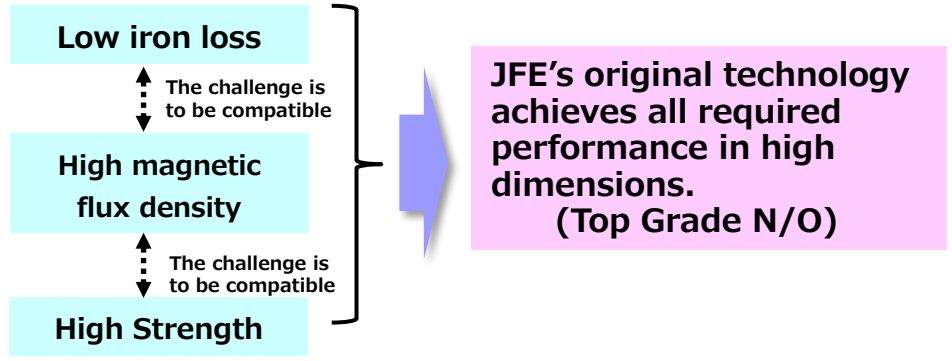 Low iron loss
The challenge is
to be compatible
High magnetic
flux density
The challenge is
to be compatible
High Strength
JFE’s original technology
achieves all required
performance in high
dimensions.
(Top Grade N/O)